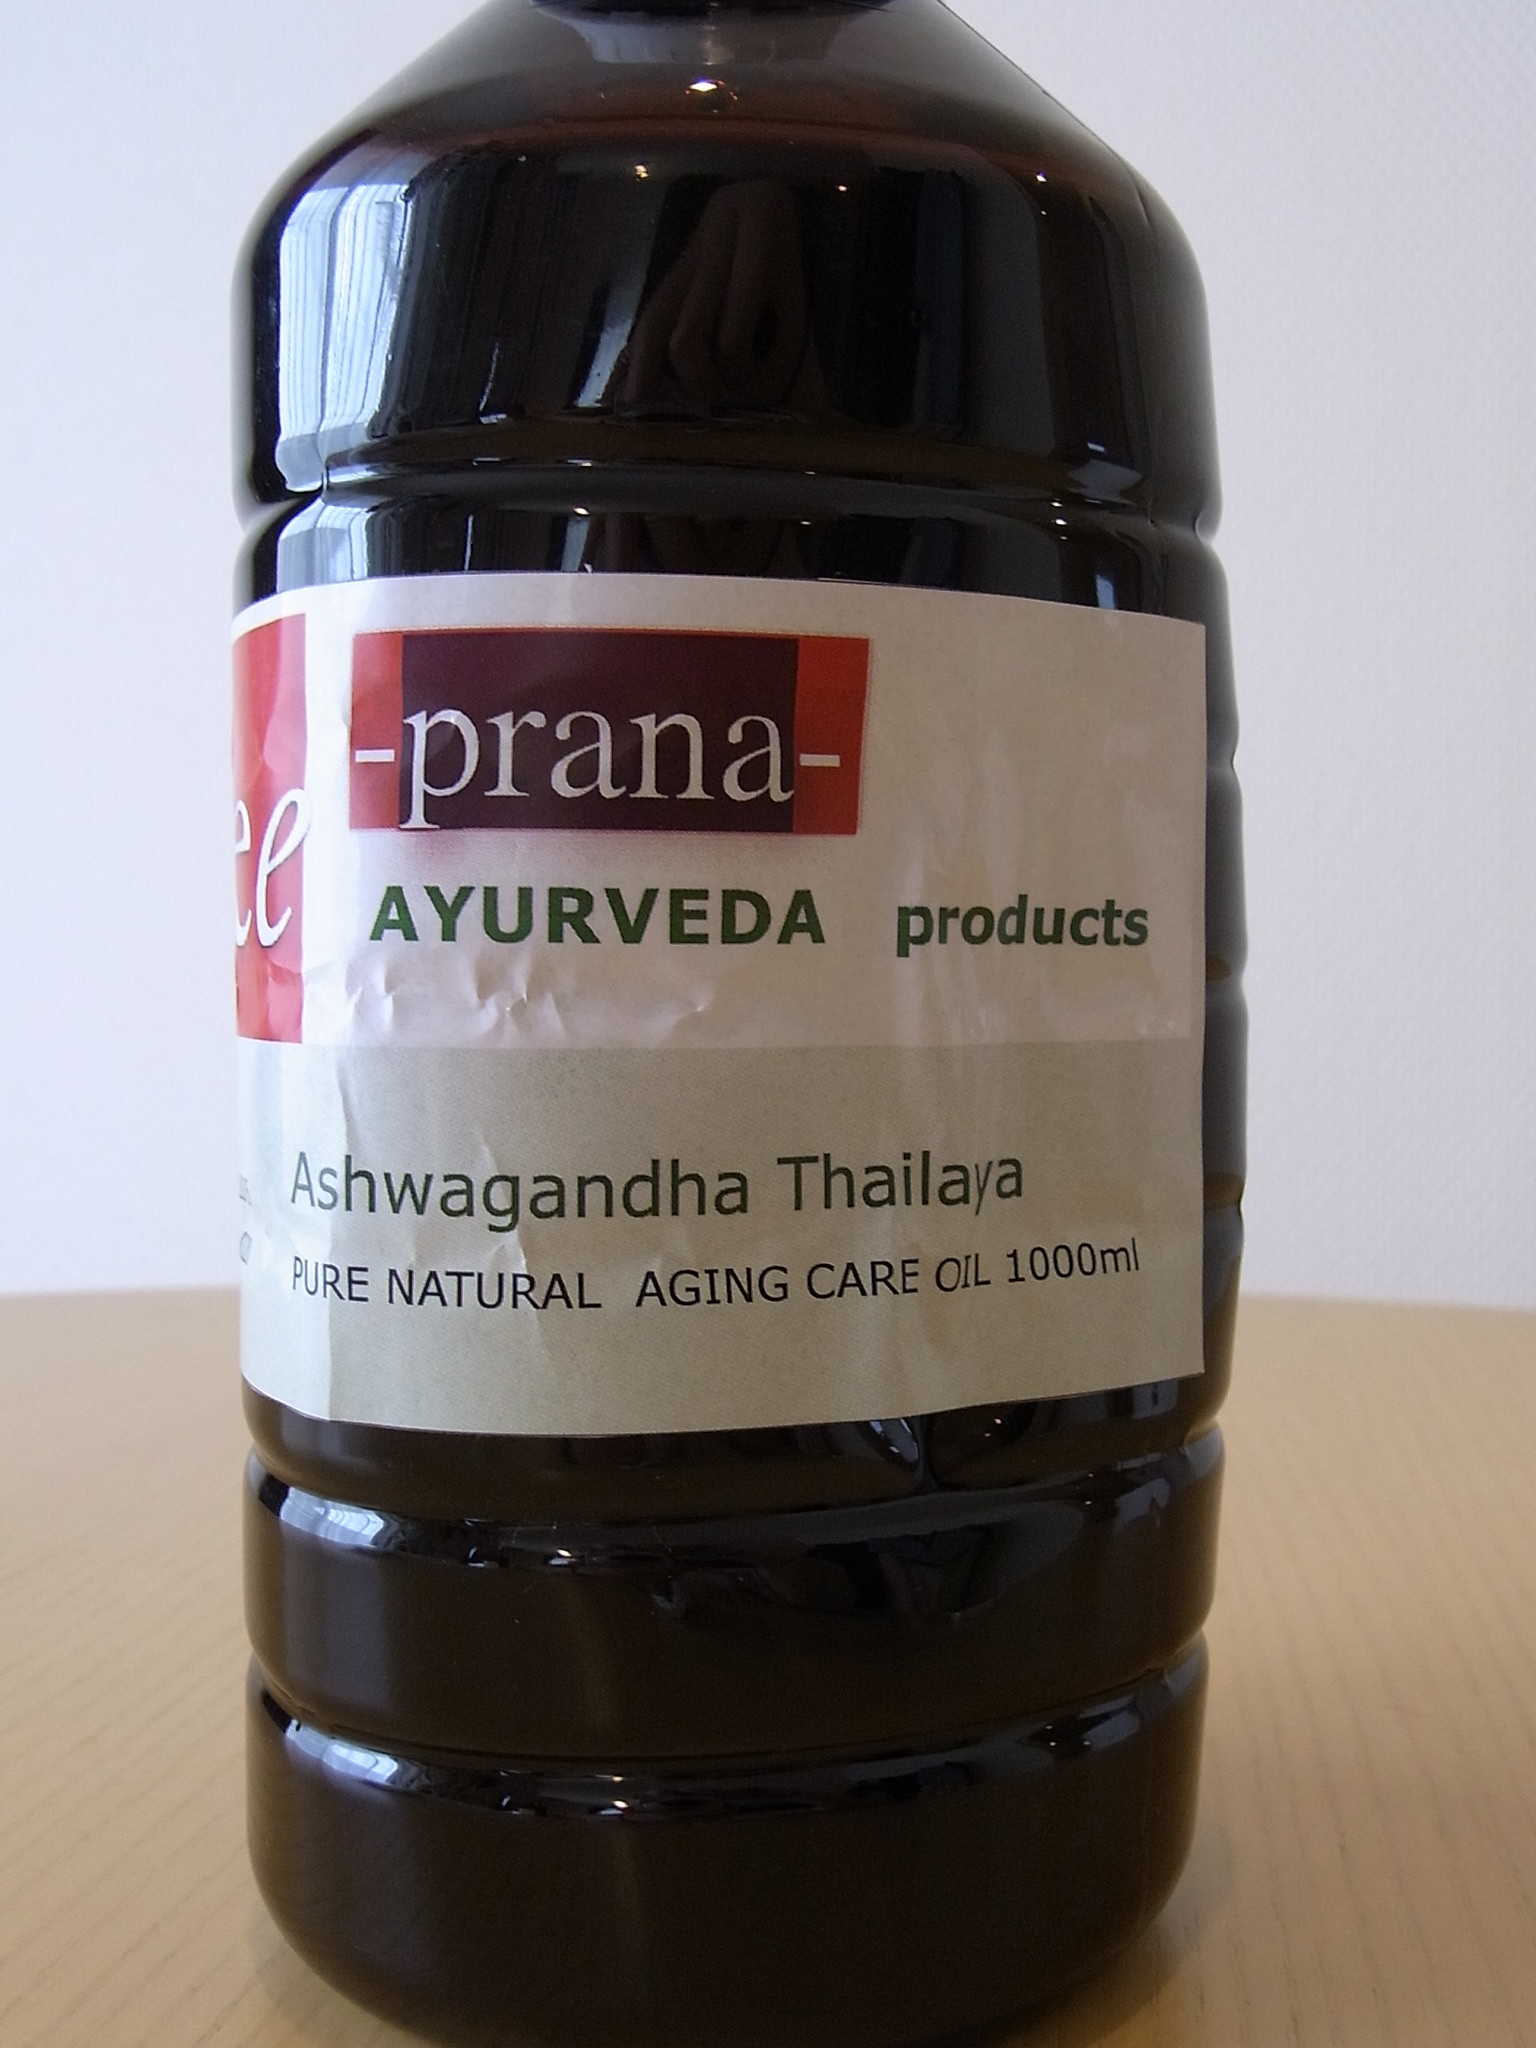 -prana-
AYURVEDA products
Ashwagandha Thailaya
PURE NATURAL AGING CARE OIL 1000ml